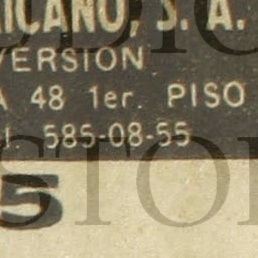 ICANO, S. A.
VERSION
A 48 1er. PISO
l. 585-08-55
5